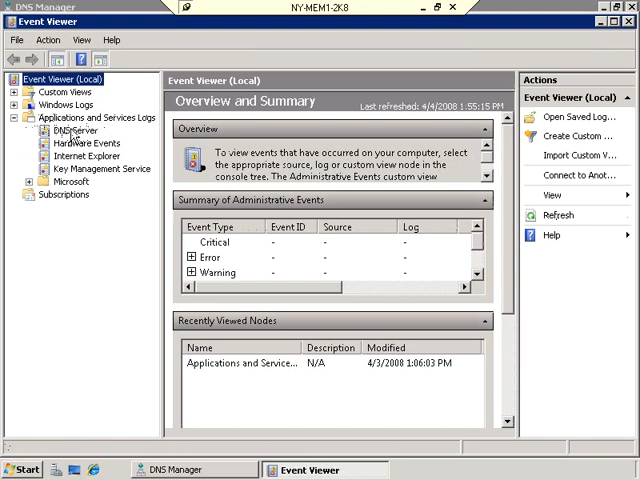 DNS Manager
NY-MEM1-2K8
Event Viewer
File Action View Help
Event Viewer (Local)
Custom Views
Windows Logs
Applications and Services Logs
DNS Server
Hardware Events
Internet Explorer
Key Management Service
Microsoft
Subscriptions
Event Viewer (Local)
Overview and Summary
Last refreshed: 4/4/2008 1:55:15 PM
Overview
To view events that have occurred on your computer, select
the appropriate source, log or custom view node in the
console tree. The Administrative Events custom view
Summary of Administrative Events
Event Type Event ID Source Log
Critical - - -
Error - - -
Warning - - -
Recently Viewed Nodes
Name Description Modified
Applications and Service... N/A 4/3/2008 1:06:03 PM
Actions
Event Viewer (Local)
Open Saved Log...
Create Custom ...
Import Custom V...
Connect to Anot...
View
Refresh
Help
Start
DNS Manager
Event Viewer